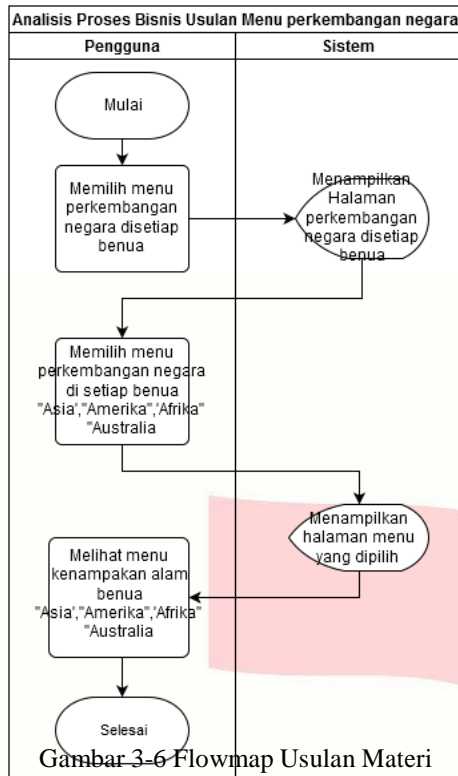 Analisis Proses Bisnis Usulan Menu perkembangan negara
Pengguna
Sistem
Mulai
Memilih menu
perkembangan
negara disetiap
benua
Menampilkan
Halaman
perkembangan
negara disetiap
benua
Memilih menu
perkembangan negara
di setiap benua
"Asia',"Amerika",'Afrika"
"Australia
Menampilkan
halaman menu
yang dipilih
Melihat menu
kenampakan alam
benua
"Asia',"Amerika",'Afrika"
"Australia
Selesai
Gambar 3-6 Flowmap Usulan Materi